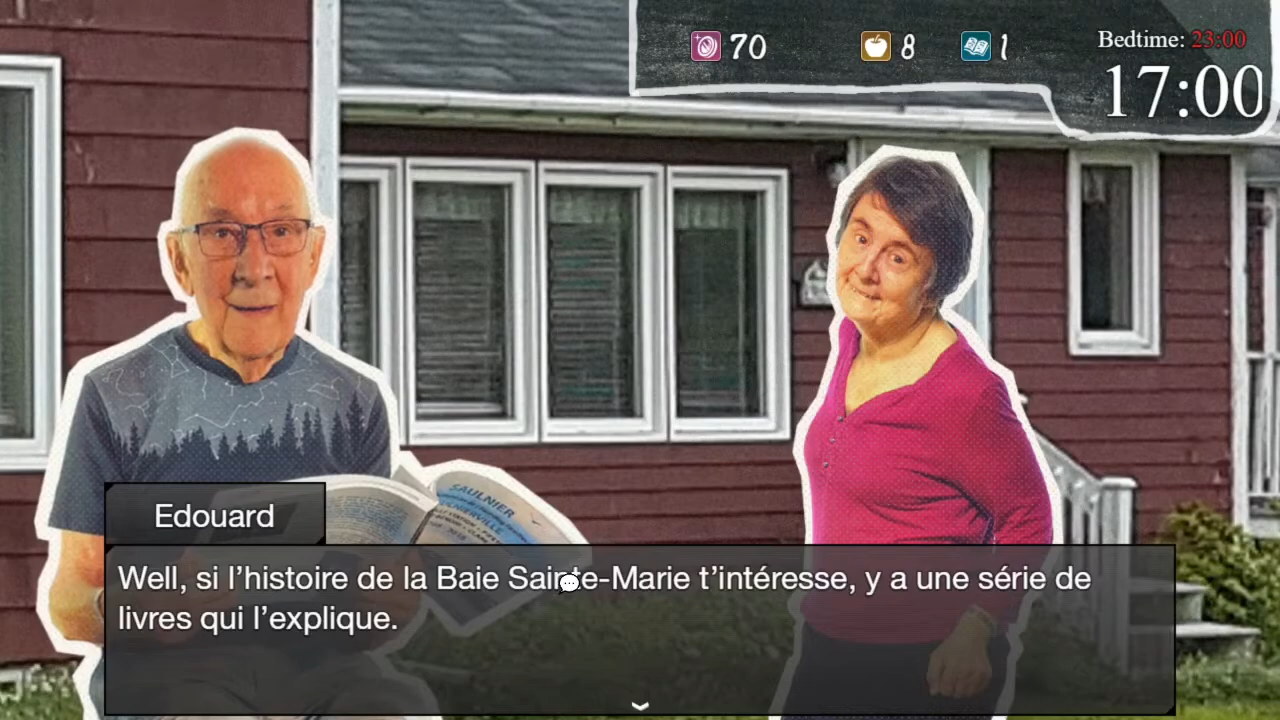 70
8
1
Bedtime: 23:00
17:00
SAULNIER
Edouard
Well, si l’histoire de la Baie Sainte-Marie t’intéresse, y a une série de
livres qui l’explique.